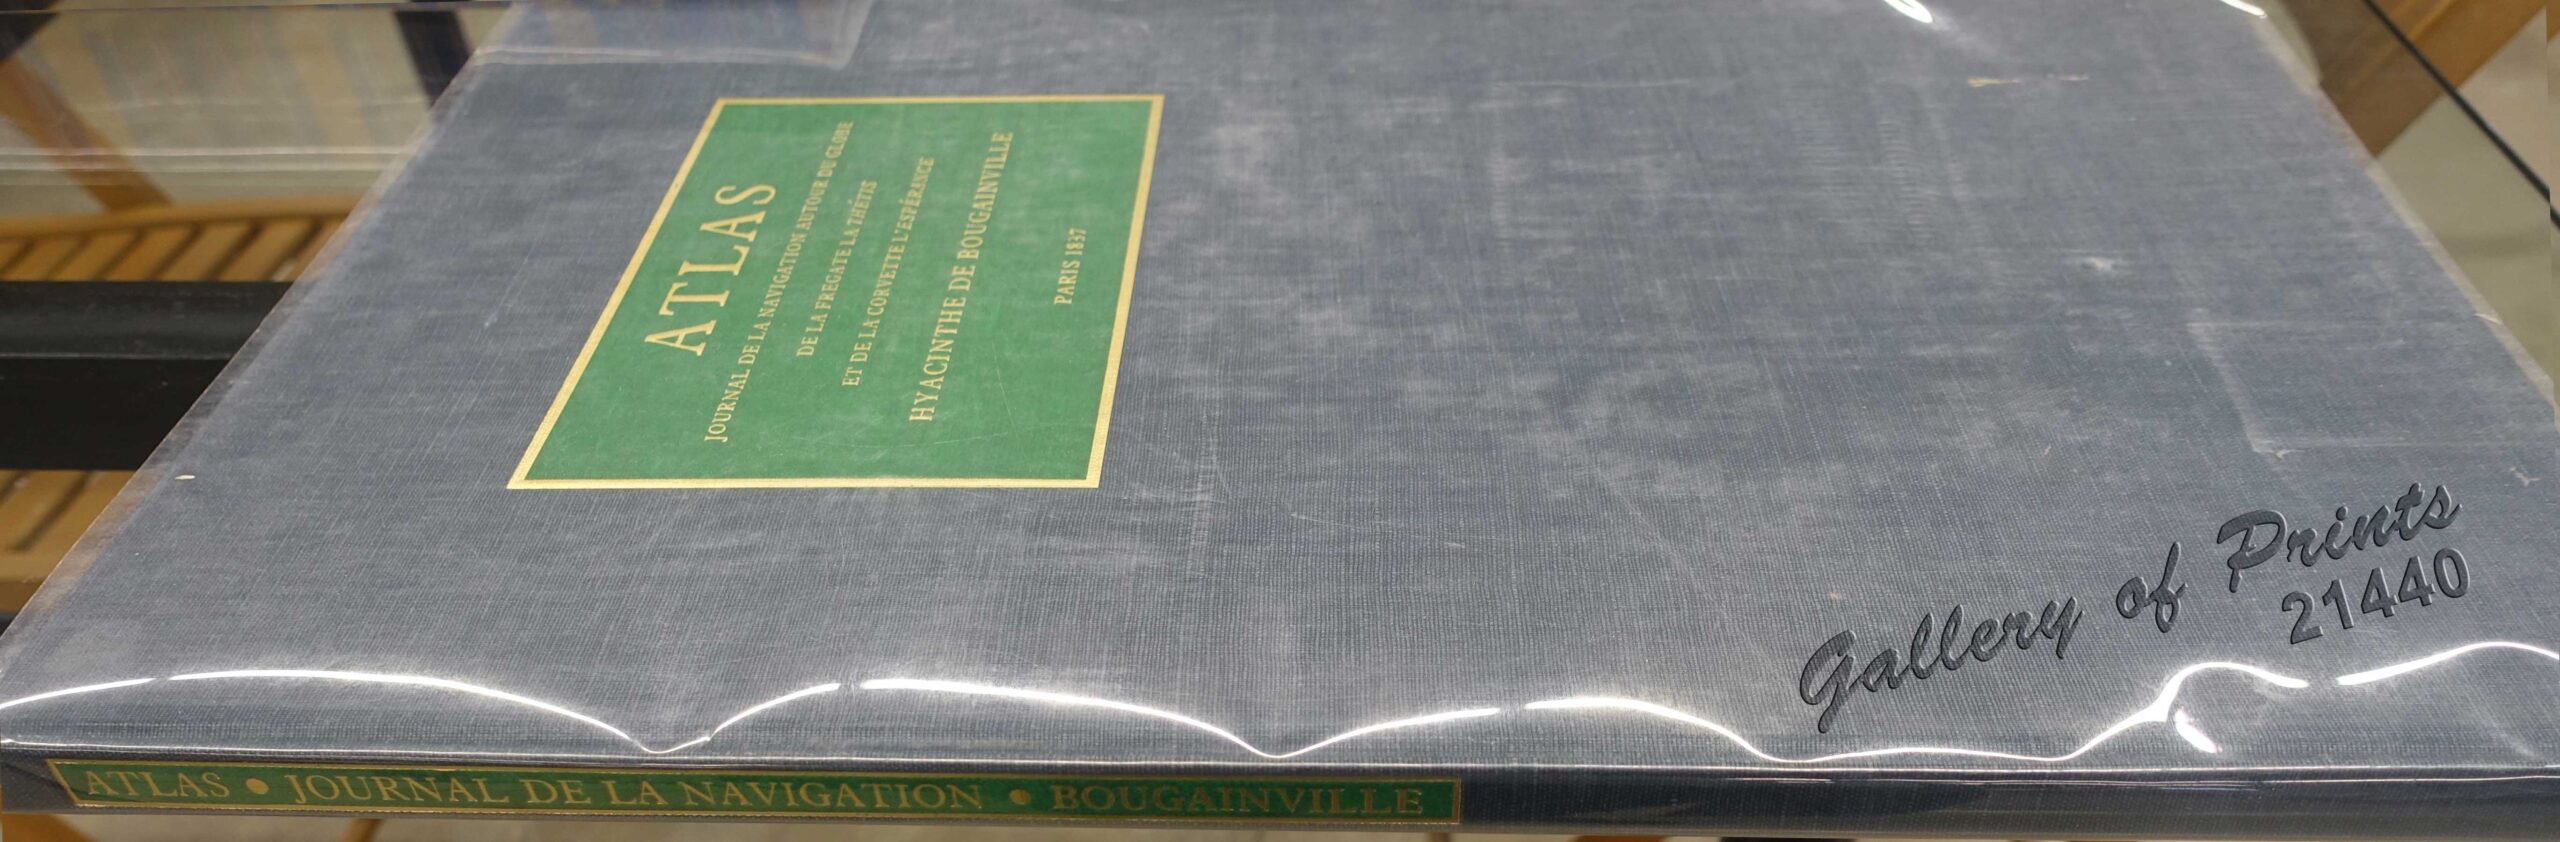 ATLAS
JOURNAL DE LA NAVIGATION AUTOUR DU GLOBE
DE LA FREGATE LA THÉTIS
ET DE LA CORVETTE L'ESPÉRANCE
HYACINTHE DE BOUGAINVILLE
PARIS 1837
ATLAS • JOURNAL DE LA NAVIGATION • BOUGAINVILLE
Gallery of Prints
21440